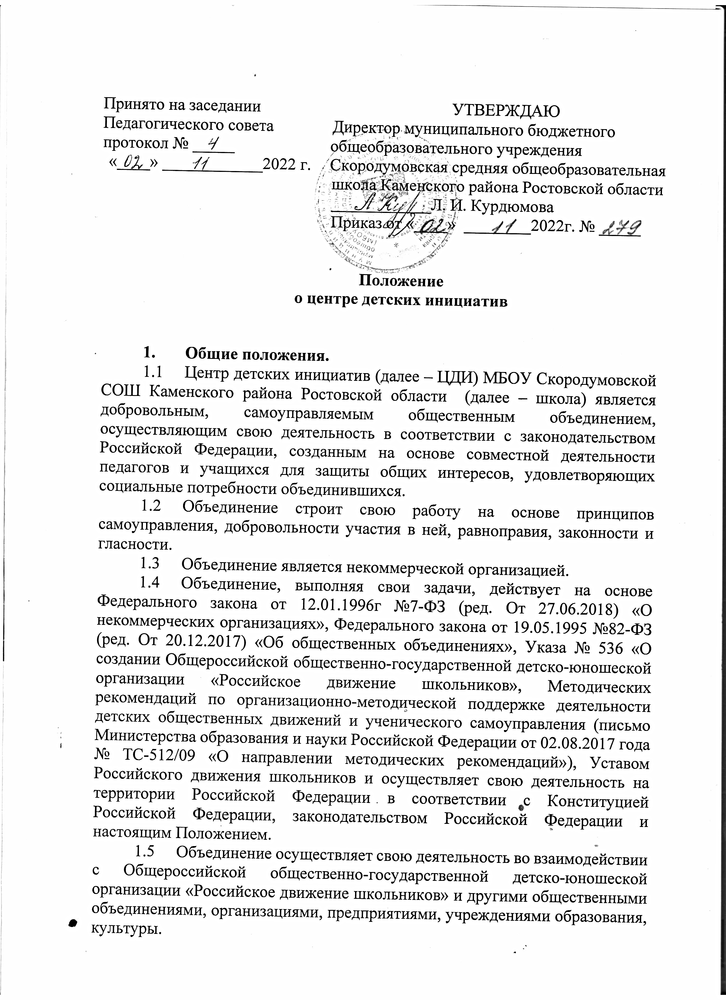 Принято на заседании
Педагогического совета
протокол № 4
«02» 11 2022 г.
УТВЕРЖДАЮ
Директор муниципального бюджетного
общеобразовательного учреждения
Скородумовская средняя общеобразовательная
школа Каменского района Ростовской области
Л. И. Курдюмова
Приказ от «02» 11 2022г. № 279
Положение
о центре детских инициатив
1. Общие положения.
1.1 Центр детских инициатив (далее – ЦДИ) МБОУ Скородумовской
СОШ Каменского района Ростовской области (далее – школа) является
добровольным, самоуправляемым общественным объединением,
осуществляющим свою деятельность в соответствии с законодательством
Российской Федерации, созданным на основе совместной деятельности
педагогов и учащихся для защиты общих интересов, удовлетворяющих
социальные потребности объединившихся.
1.2 Объединение строит свою работу на основе принципов
самоуправления, добровольности участия в ней, равноправия, законности и
гласности.
1.3 Объединение является некоммерческой организацией.
1.4 Объединение, выполняя свои задачи, действует на основе
Федерального закона от 12.01.1996г №7-ФЗ (ред. От 27.06.2018) «О
некоммерческих организациях», Федерального закона от 19.05.1995 №82-ФЗ
(ред. От 20.12.2017) «Об общественных объединениях», Указа № 536 «О
создании Общероссийской общественно-государственной детско-юношеской
организации «Российское движение школьников», Методических
рекомендаций по организационно-методической поддержке деятельности
детских общественных движений и ученического самоуправления (письмо
Министерства образования и науки Российской Федерации от 02.08.2017 года
№ ТС-512/09 «О направлении методических рекомендаций»), Уставом
Российского движения школьников и осуществляет свою деятельность на
территории Российской Федерации в соответствии с Конституцией
Российской Федерации, законодательством Российской Федерации и
настоящим Положением.
1.5 Объединение осуществляет свою деятельность во взаимодействии
с Общероссийской общественно-государственной детско-юношеской
организации «Российское движение школьников» и другими общественными
объединениями, организациями, предприятиями, учреждениями образования,
культуры.